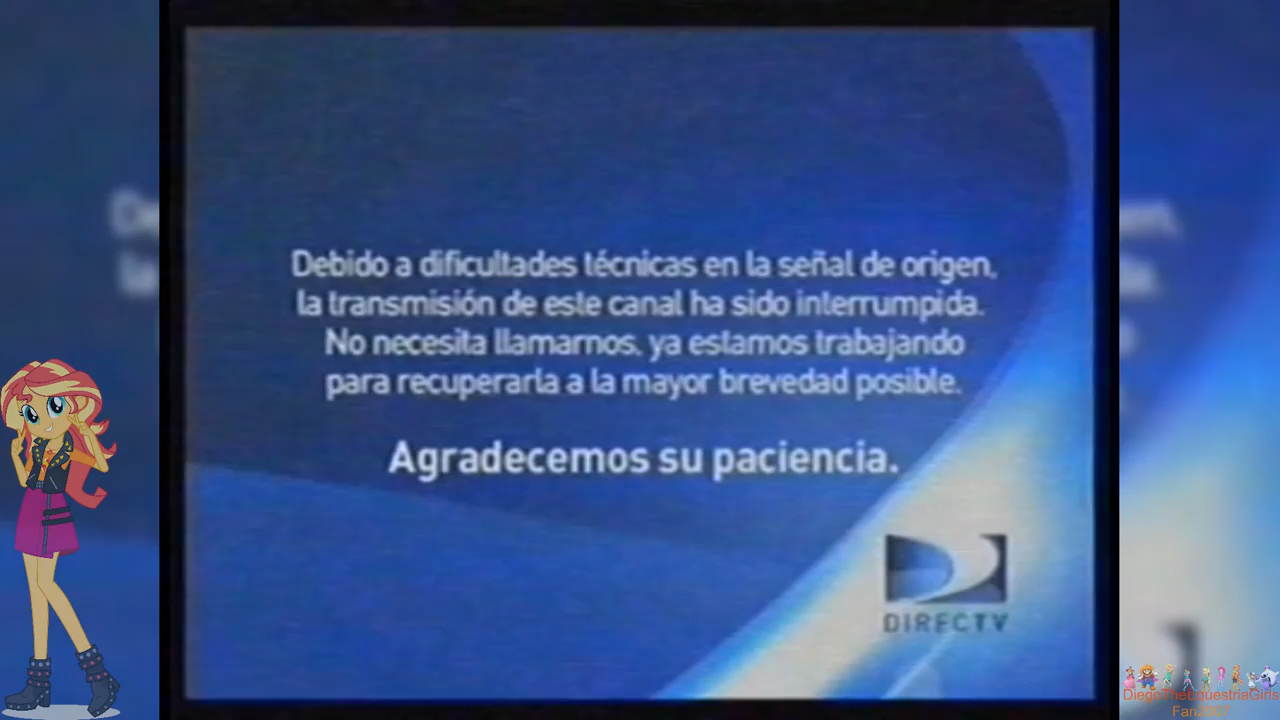 Debido a dificultades técnicas en la señal de origen,
la transmisión de este canal ha sido interrumpida.
No necesita llamarnos, ya estamos trabajando
para recuperarla a la mayor brevedad posible.
Agradecemos su paciencia.
DIRECTV
DiegoTheEquestriaGirls
Fan2007